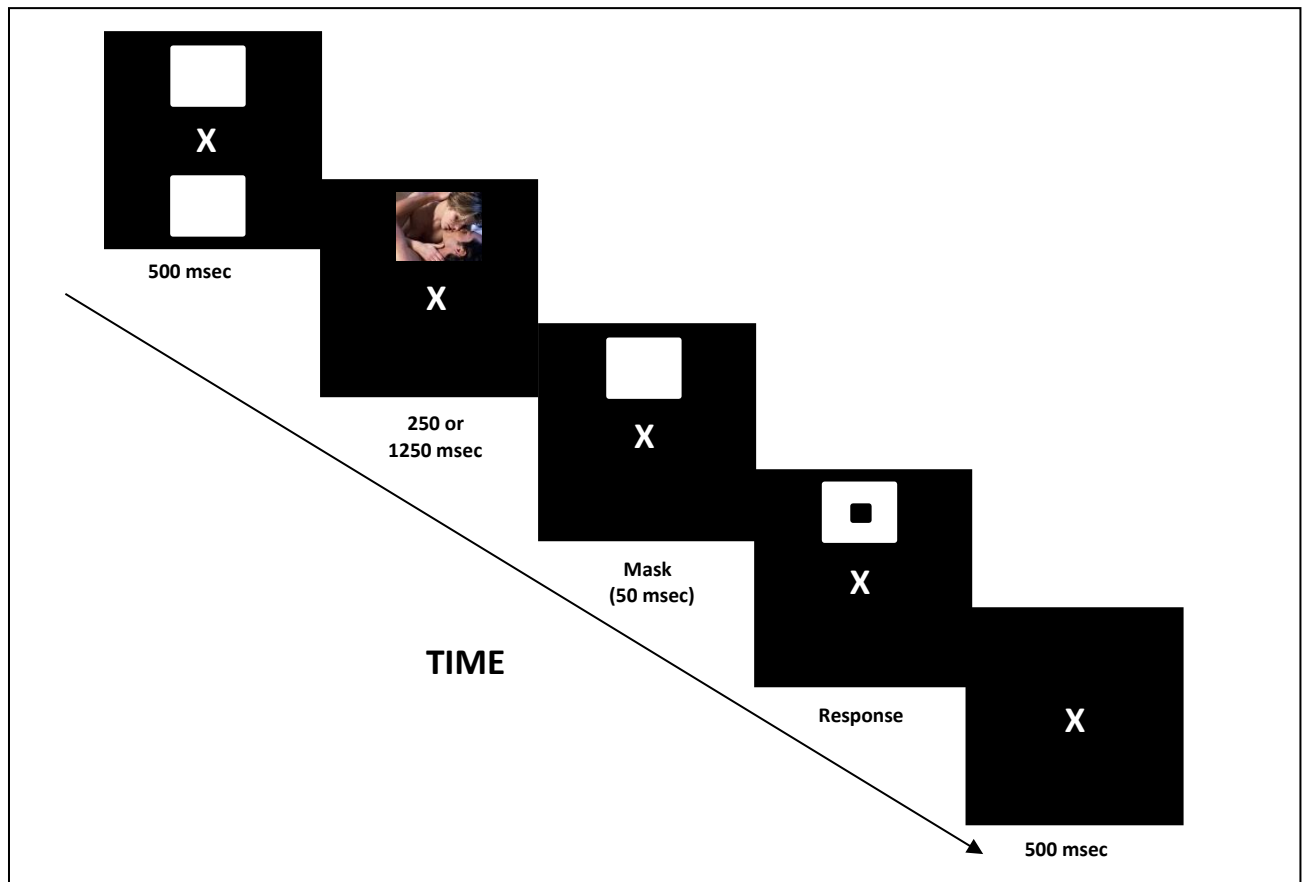 X
500 msec
X
250 or
1250 msec
X
Mask
(50 msec)
X
Response
X
500 msec
TIME